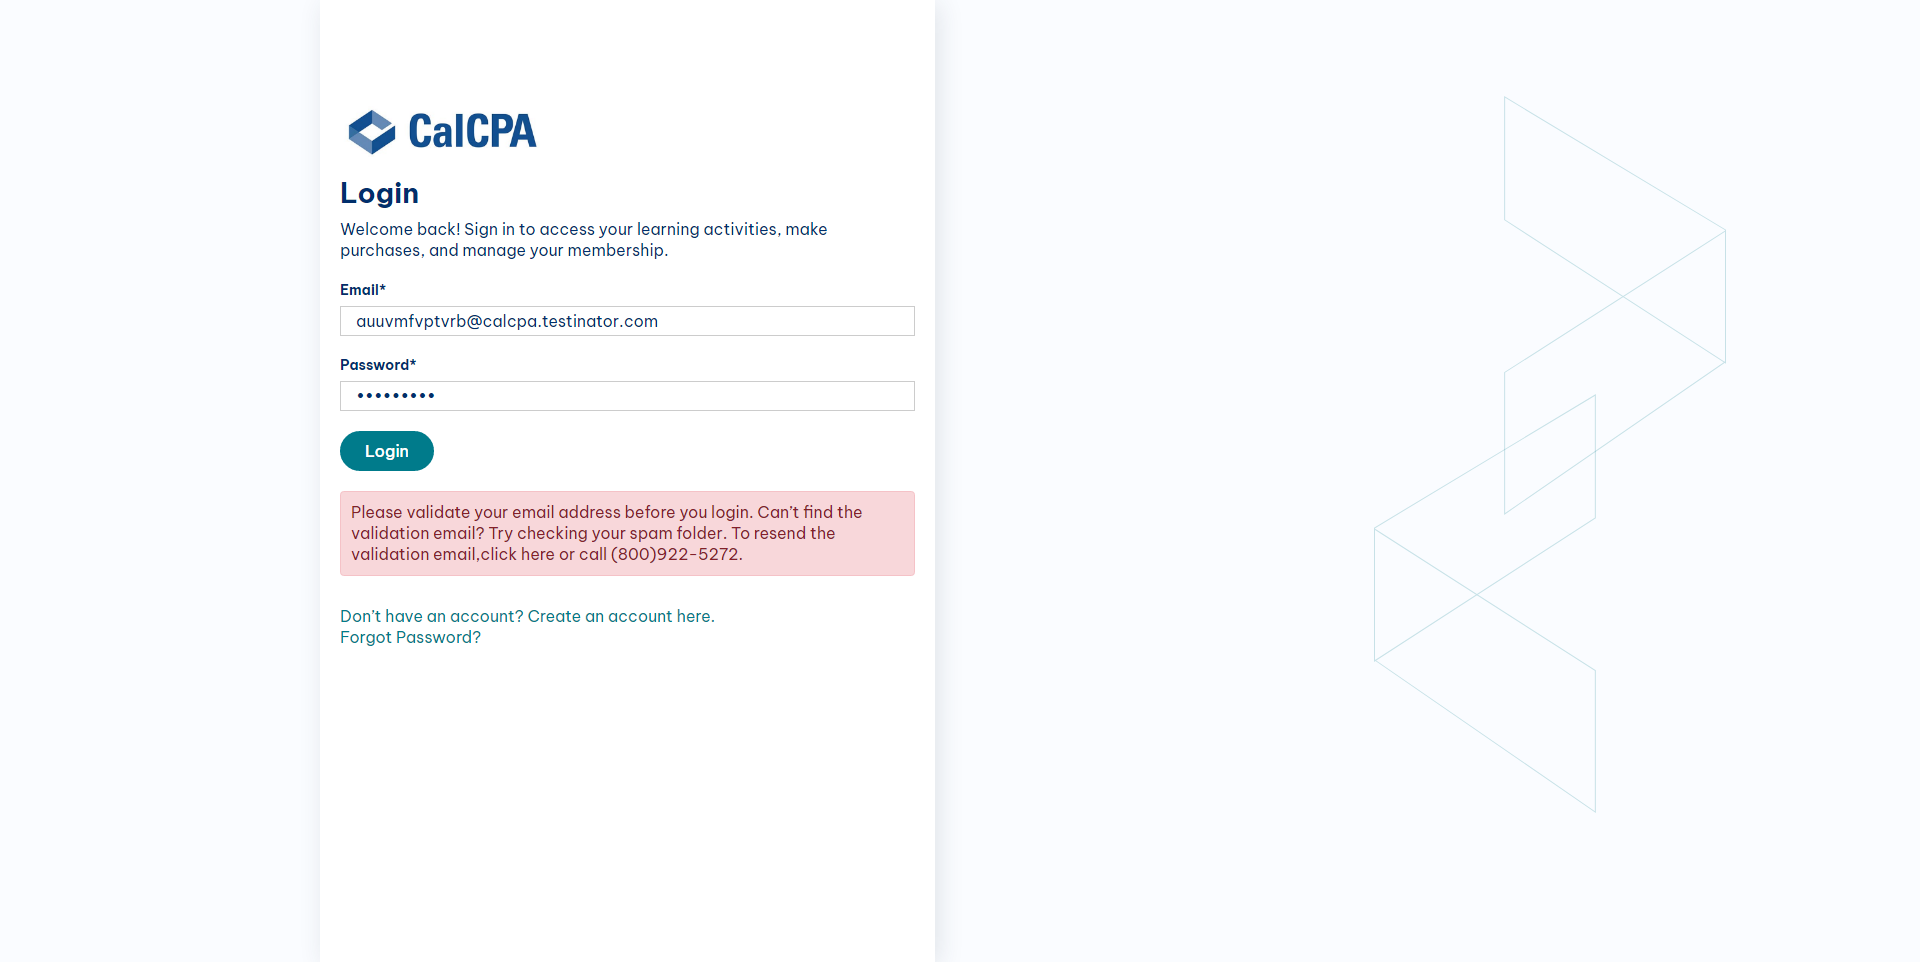 CalCPA
Login
Welcome back! Sign in to access your learning activities, make
purchases, and manage your membership.
Email*
auuvmfvptvrb@calcpa.testinator.com
Password*
•••••••••
Login
Please validate your email address before you login. Can’t find the
validation email? Try checking your spam folder. To resend the
validation email,click here or call (800)922-5272.
Don’t have an account? Create an account here.
Forgot Password?